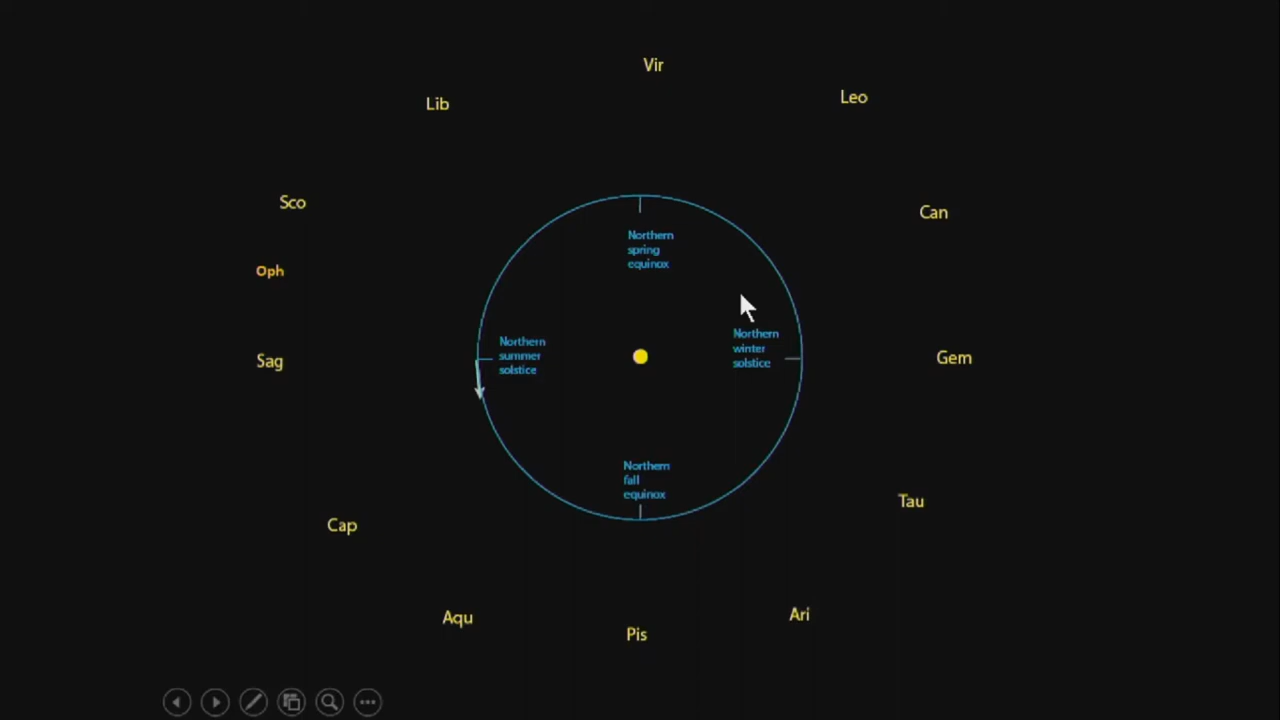 Vir
Leo
Lib
Sco
Can
Northern
spring
equinox
Oph
Northern
winter
solstice
Northern
summer
solstice
Sag
Gem
Northern
fall
equinox
Tau
Cap
Ari
Aqu
Pis